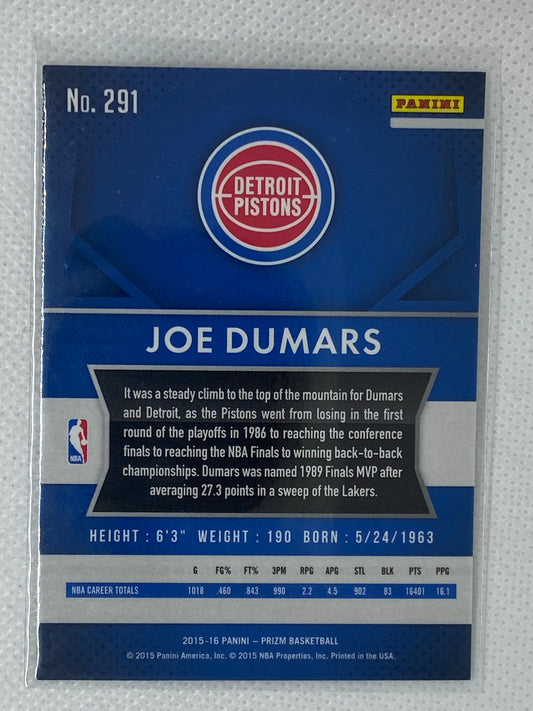 No. 291
PANINI
DETROIT
PISTONS
JOE DUMARS
It was a steady climb to the top of the mountain for Dumars
and Detroit, as the Pistons went from losing in the first
round of the playoffs in 1986 to reaching the conference
finals to reaching the NBA Finals to winning back-to-back
championships. Dumars was named 1989 Finals MVP after
averaging 27.3 points in a sweep of the Lakers.
NBA
HEIGHT : 6'3" WEIGHT : 190 BORN : 5/24/1963
G FG% FT% 3PM RPG APG STL BLK PTS PPG
NBA CAREER TOTALS 1018 .460 .843 990 2.2 4.5 902 83 16401 16.1
2015-16 PANINI – PRIZM BASKETBALL
© 2015 Panini America, Inc. © 2015 NBA Properties, Inc. Printed in the USA.